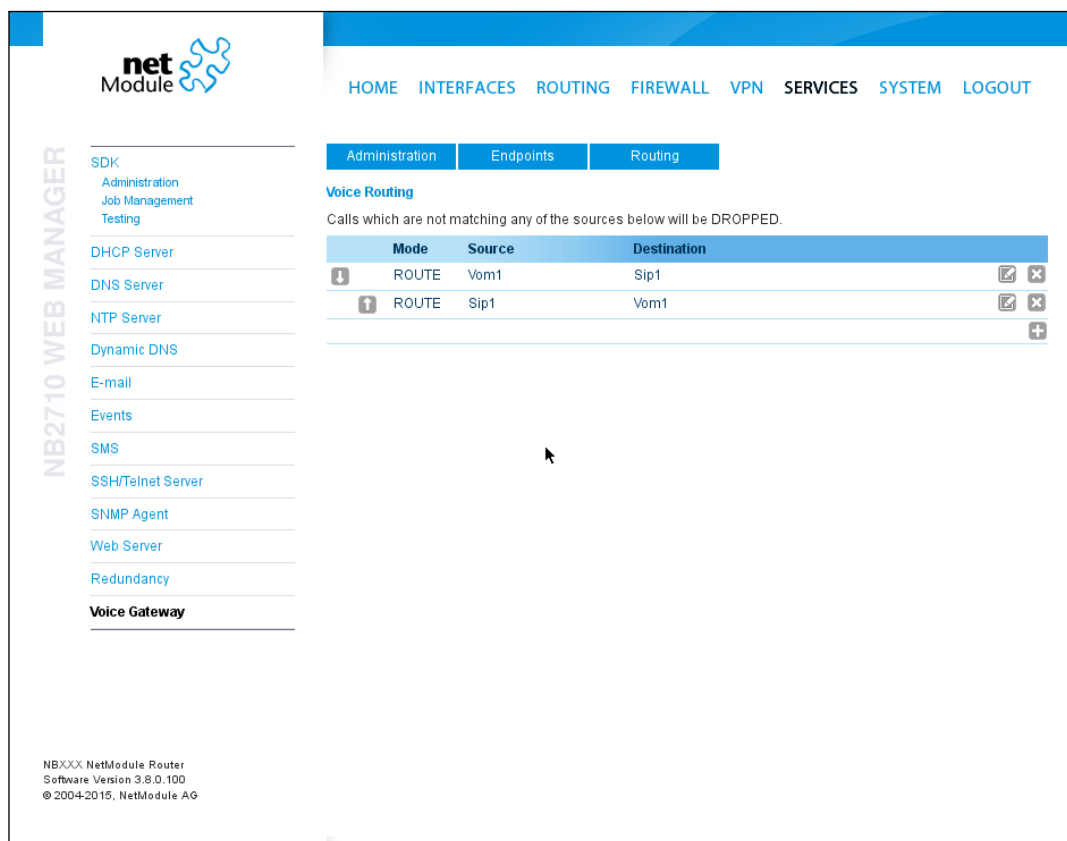 net
Module
HOME INTERFACES ROUTING FIREWALL VPN SERVICES SYSTEM LOGOUT
NB2710 WEB MANAGER
SDK
Administration
Job Management
Testing
DHCP Server
DNS Server
NTP Server
Dynamic DNS
E-mail
Events
SMS
SSH/Telnet Server
SNMP Agent
Web Server
Redundancy
Voice Gateway
Administration Endpoints Routing
Voice Routing
Calls which are not matching any of the sources below will be DROPPED.
Mode Source Destination
ROUTE Vom1 Sip1
ROUTE Sip1 Vom1
NBXXX NetModule Router
Software Version 3.8.0.100
© 2004-2015, NetModule AG